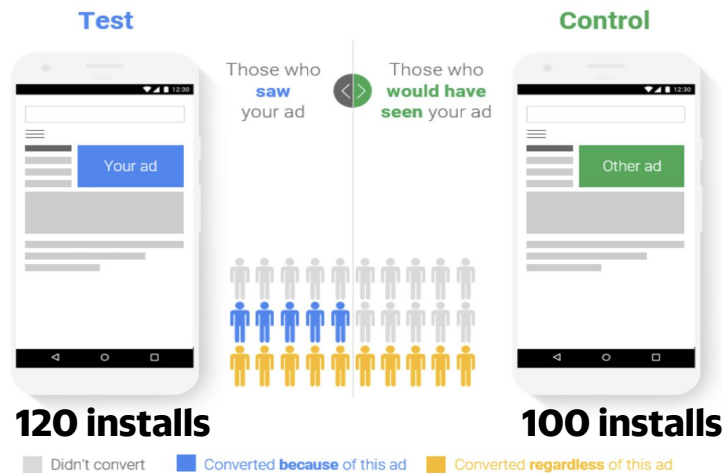 Test
Control
Those who
saw
your ad
Those who
would have
seen your ad
12:30
Your ad
12:30
Other ad
120 installs
100 installs
Didn't convert
Converted because of this ad
Converted regardless of this ad